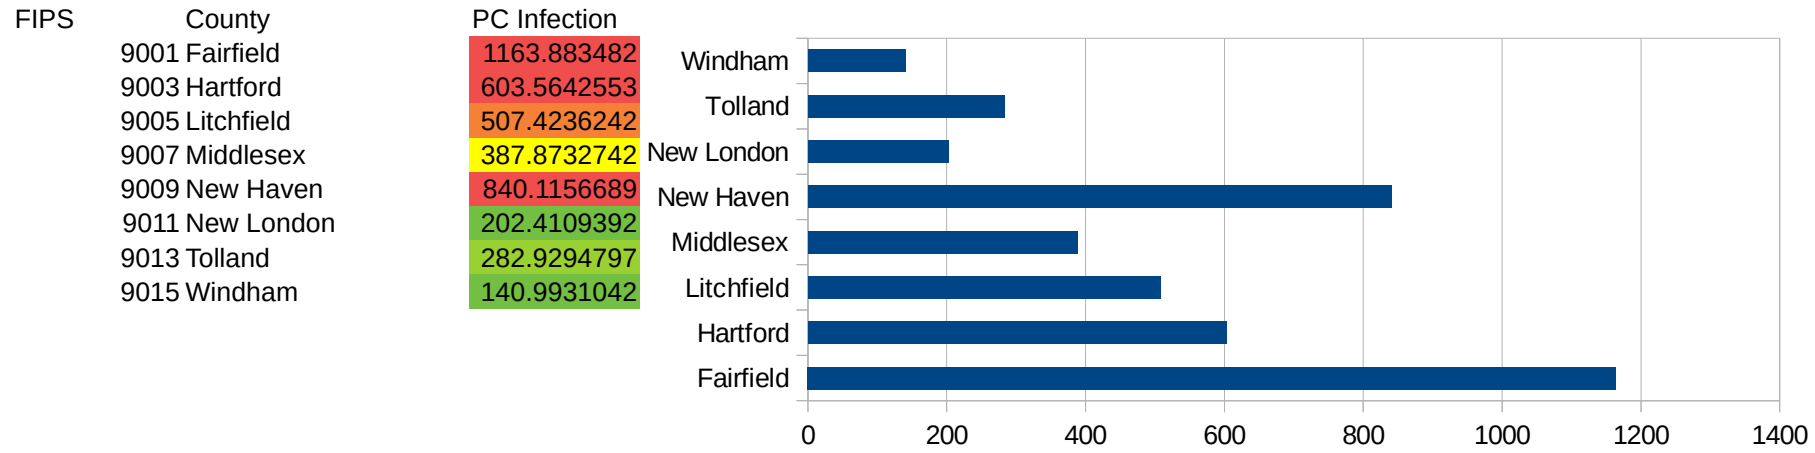 FIPS County PC Infection
9001 Fairfield 1163.883482
9003 Hartford 603.5642553
9005 Litchfield 507.4236242
9007 Middlesex 387.8732742
9009 New Haven 840.1156689
9011 New London 202.4109392
9013 Tolland 282.9294797
9015 Windham 140.9931042
Windham
Tolland
New London
New Haven
Middlesex
Litchfield
Hartford
Fairfield
0 200 400 600 800 1000 1200 1400